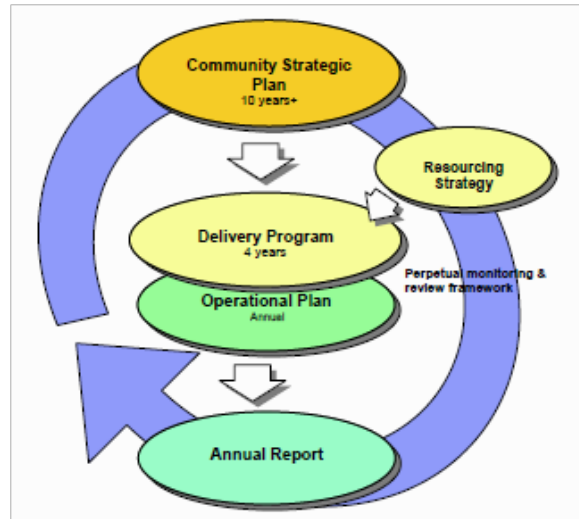 Community Strategic
Plan
10 years+
Resourcing
Strategy
Delivery Program
4 years
Perpetual monitoring &
review framework
Operational Plan
Annual
Annual Report